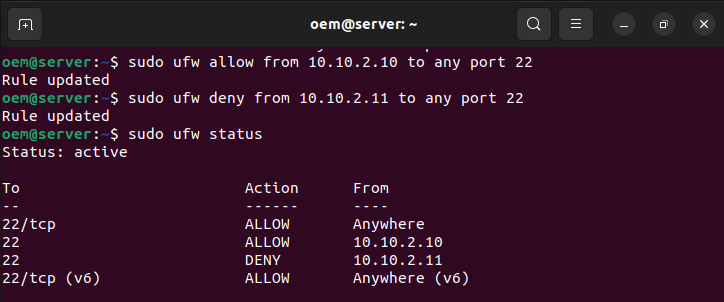 oem@server: ~
oem@server:~$ sudo ufw allow from 10.10.2.10 to any port 22
Rule updated
oem@server:~$ sudo ufw deny from 10.10.2.11 to any port 22
Rule updated
oem@server:~$ sudo ufw status
Status: active
To                         Action      From
--                         ------      ----
22/tcp                     ALLOW       Anywhere
22                         ALLOW       10.10.2.10
22                         DENY        10.10.2.11
22/tcp (v6)                ALLOW       Anywhere (v6)